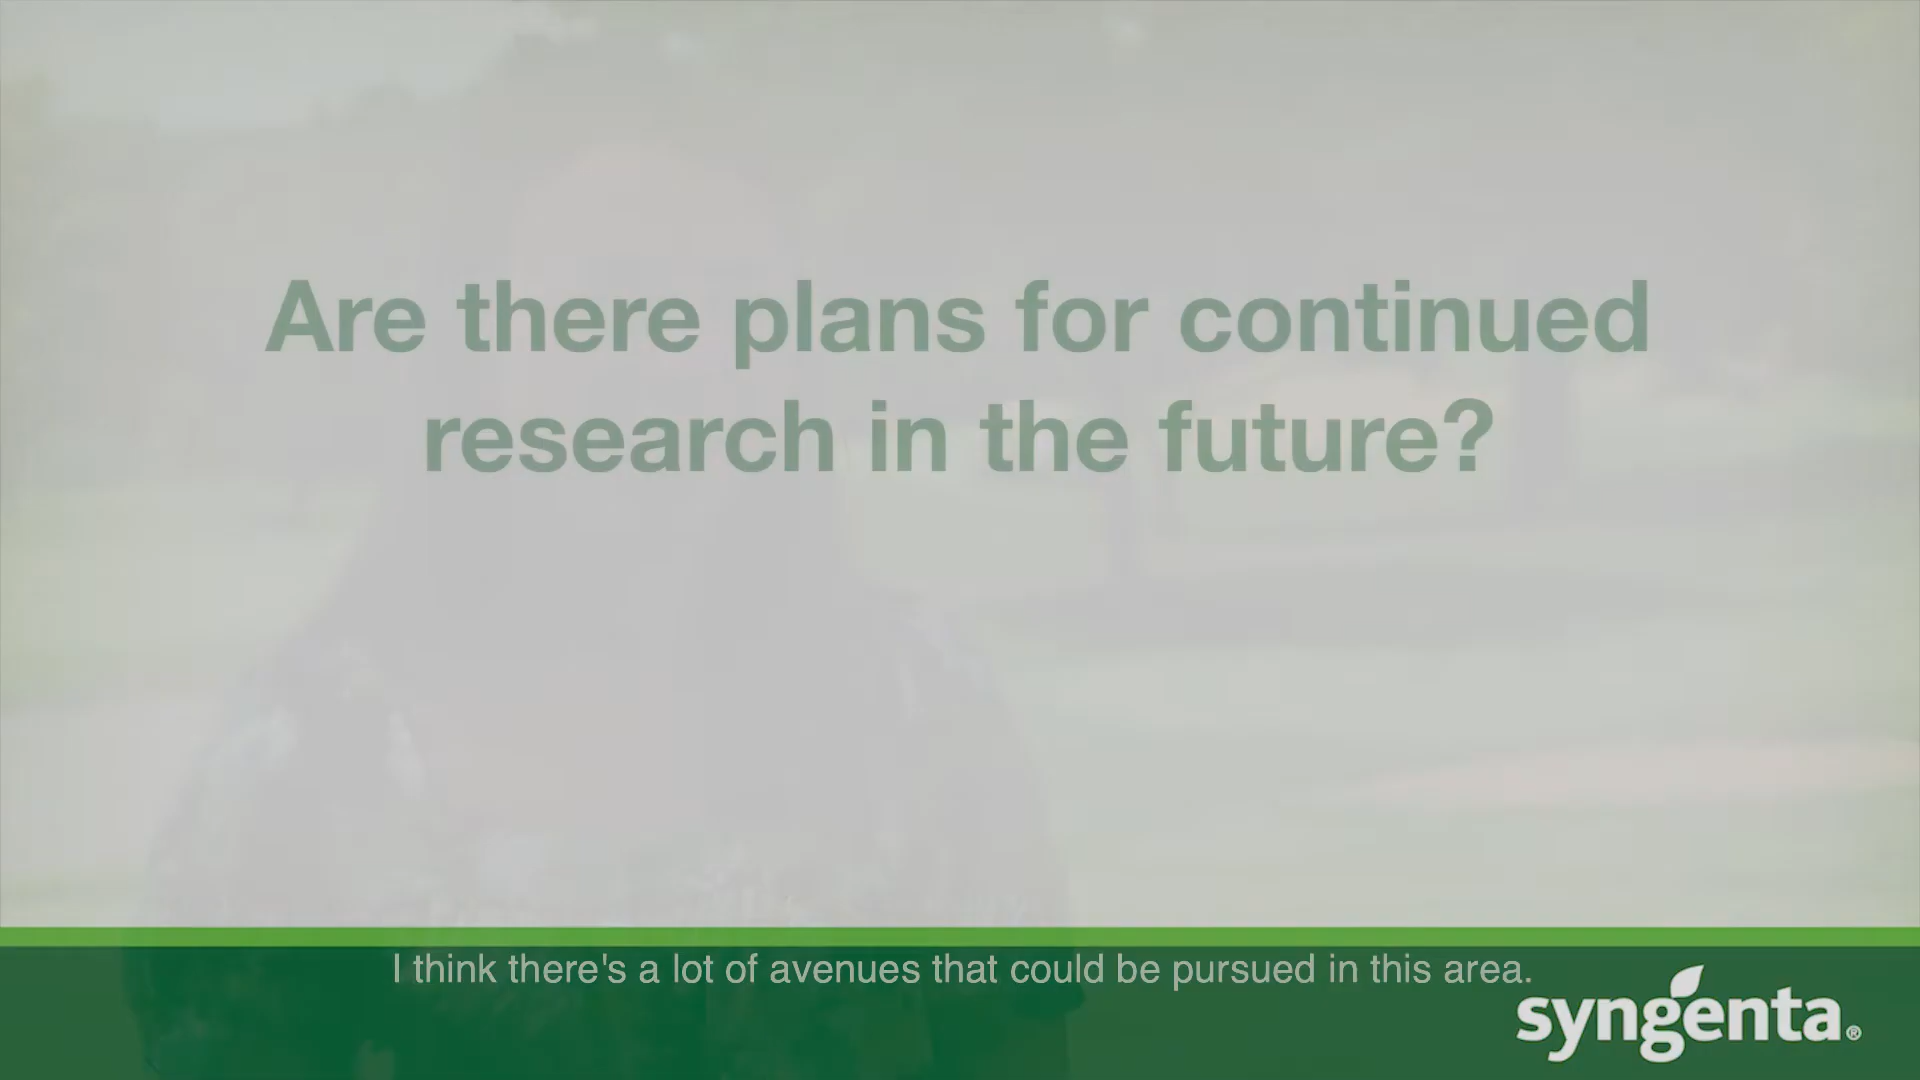 Are there plans for continued
research in the future?
I think there's a lot of avenues that could be pursued in this area.
syngenta®